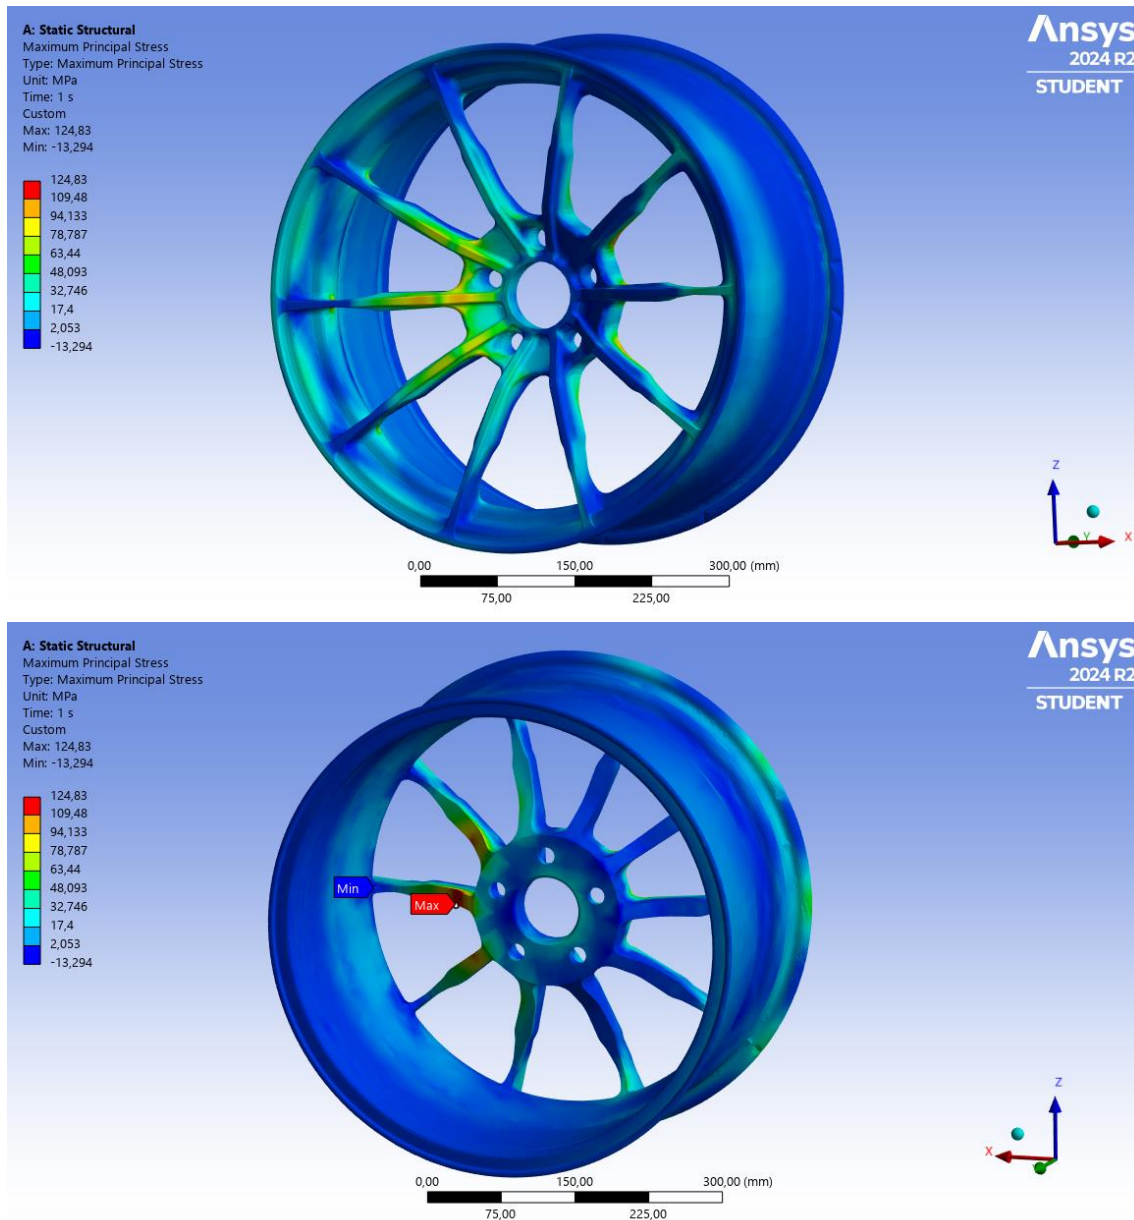 A: Static Structural
Maximum Principal Stress
Type: Maximum Principal Stress
Unit: MPa
Time: 1 s
Custom
Max: 124,83
Min: -13,294
124,83
109,48
94,133
78,787
63,44
48,093
32,746
17,4
2,053
-13,294
Ansys
2024 R2
STUDENT
Z
Y
X
0,00 150,00 300,00 (mm)
75,00 225,00
A: Static Structural
Maximum Principal Stress
Type: Maximum Principal Stress
Unit: MPa
Time: 1 s
Custom
Max: 124,83
Min: -13,294
124,83
109,48
94,133
78,787
63,44
48,093
32,746
17,4
2,053
-13,294
Ansys
2024 R2
STUDENT
Min
Max
Z
X
0,00 150,00 300,00 (mm)
75,00 225,00